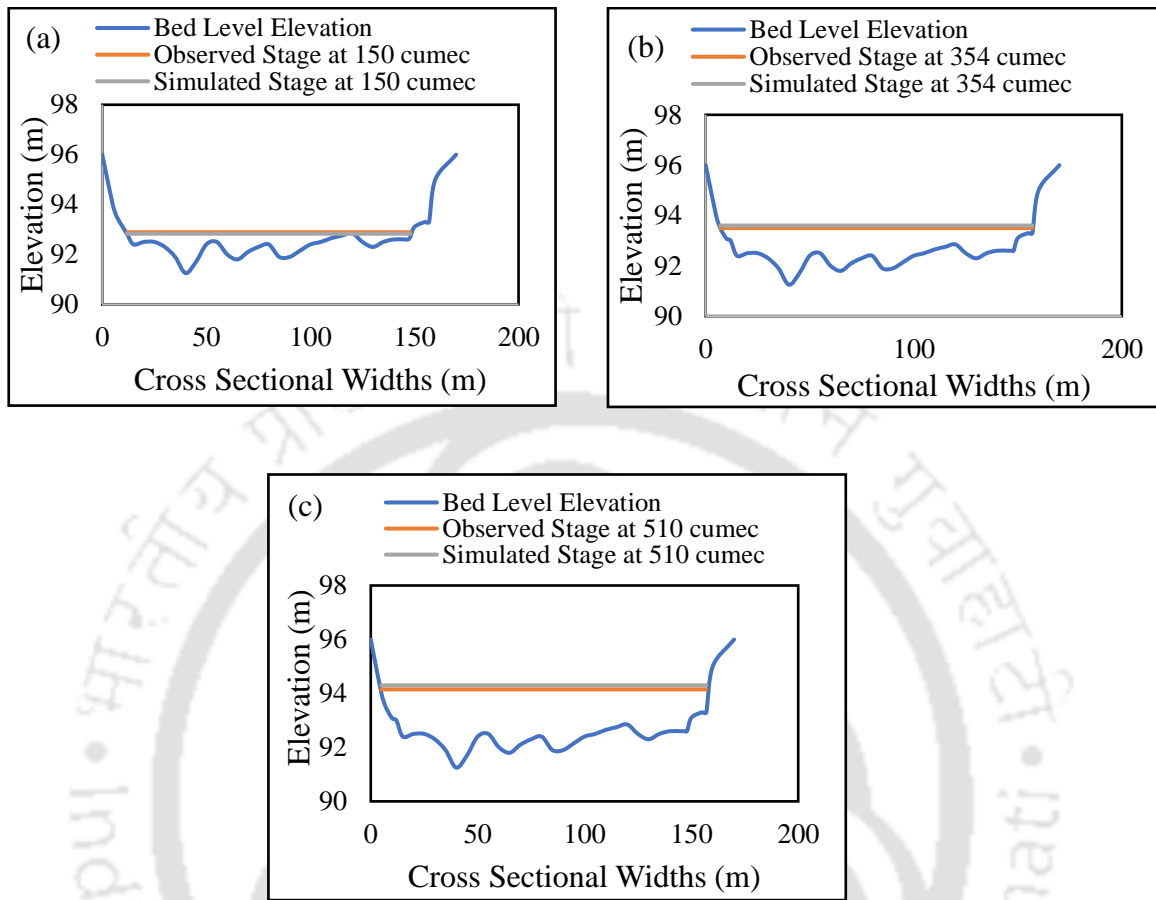 (a)
Bed Level Elevation
Observed Stage at 150 cumec
Simulated Stage at 150 cumec
98
96
94
92
90
Elevation (m)
0 50 100 150 200
Cross Sectional Widths (m)
(b)
Bed Level Elevation
Observed Stage at 354 cumec
Simulated Stage at 354 cumec
98
96
94
92
90
Elevation (m)
0 100 200
Cross Sectional Widths (m)
(c)
Bed Level Elevation
Observed Stage at 510 cumec
Simulated Stage at 510 cumec
98
96
94
92
90
Elevation (m)
0 50 100 150 200
Cross Sectional Widths (m)
भारतीय